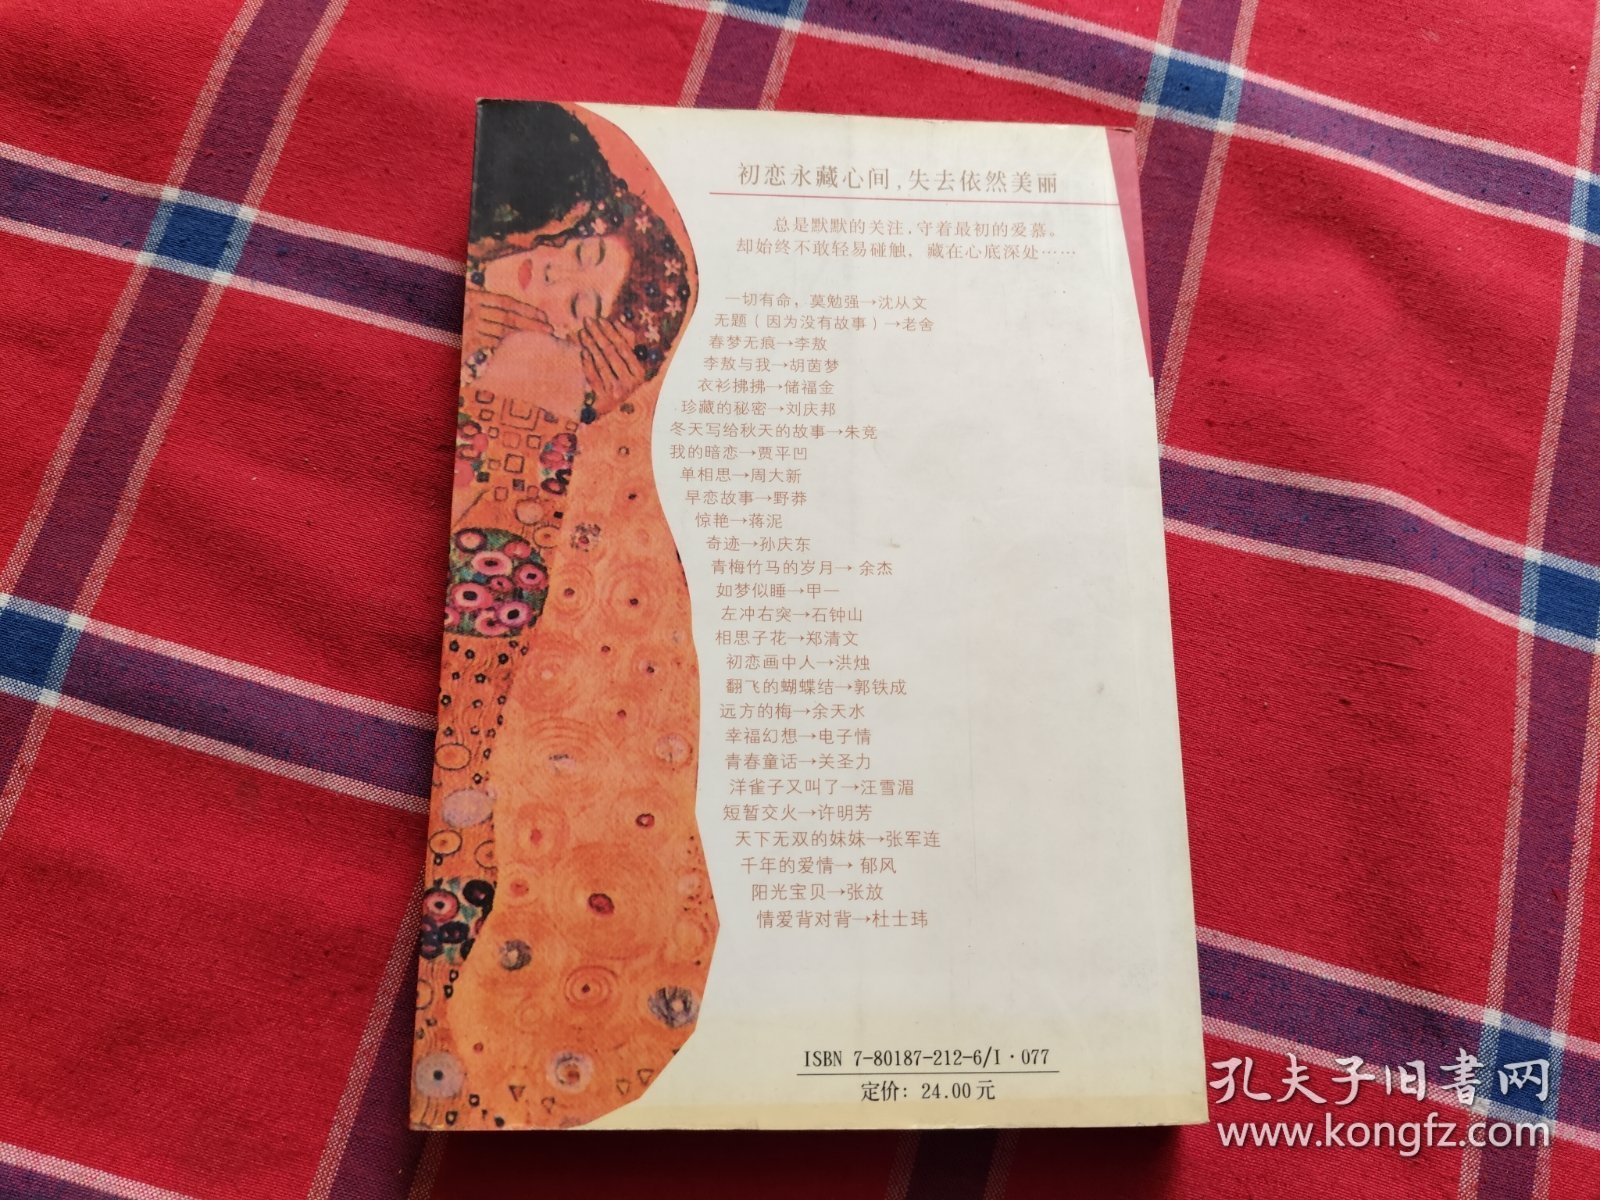 初恋永藏心间,失去依然美丽
总是默默的关注,守着最初的爱慕。
却始终不敢轻易碰触，藏在心底深处……
一切有命，莫勉强→沈从文
无题（因为没有故事）→老舍
春梦无痕→李敖
李敖与我→胡茵梦
衣衫拂拂→储福金
珍藏的秘密→刘庆邦
冬天写给秋天的故事→朱竞
我的暗恋→贾平凹
单相思→周大新
早恋故事→野莽
惊艳→蒋泥
奇迹→孙庆东
青梅竹马的岁月→ 余杰
如梦似睡→甲一
左冲右突→石钟山
相思子花→郑清文
初恋画中人→洪烛
翻飞的蝴蝶结→郭铁成
远方的梅→余天水
幸福幻想→电子情
青春童话→关圣力
洋雀子又叫了→汪雪湄
短暂交火→许明芳
天下无双的妹妹→张军连
千年的爱情→ 郁风
阳光宝贝→张放
情爱背对背→杜士玮
ISBN 7-80187-212-6/I·077
定价: 24.00元
孔夫子旧书网
www.kongfz.com